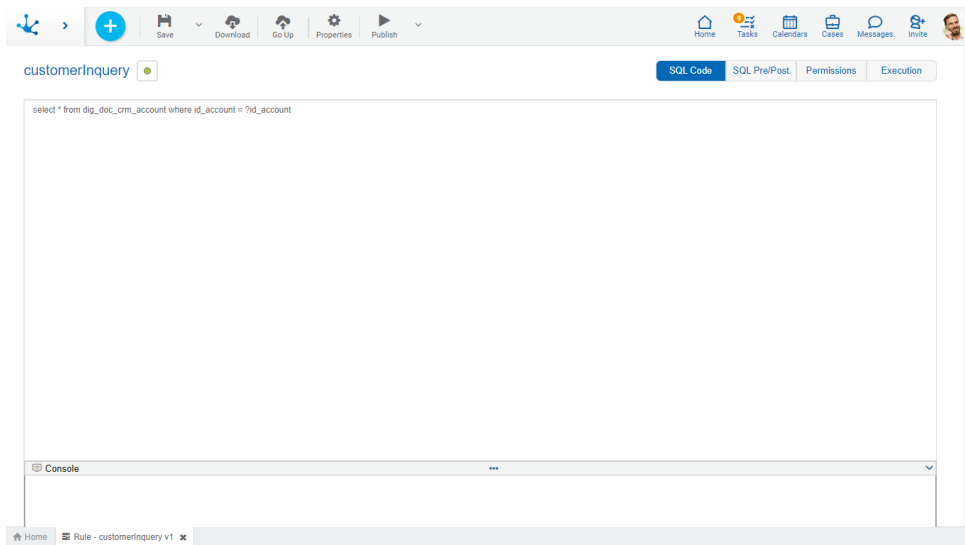 Save
Download
Go Up
Properties
Publish
Home
9
Tasks
Calendars
Cases
Messages
Invite
customerInquery
SQL Code
SQL Pre/Post
Permissions
Execution
select * from dig_doc_crm_account where id_account = ?id_account
Console
Home
Rule - customerInquery v1